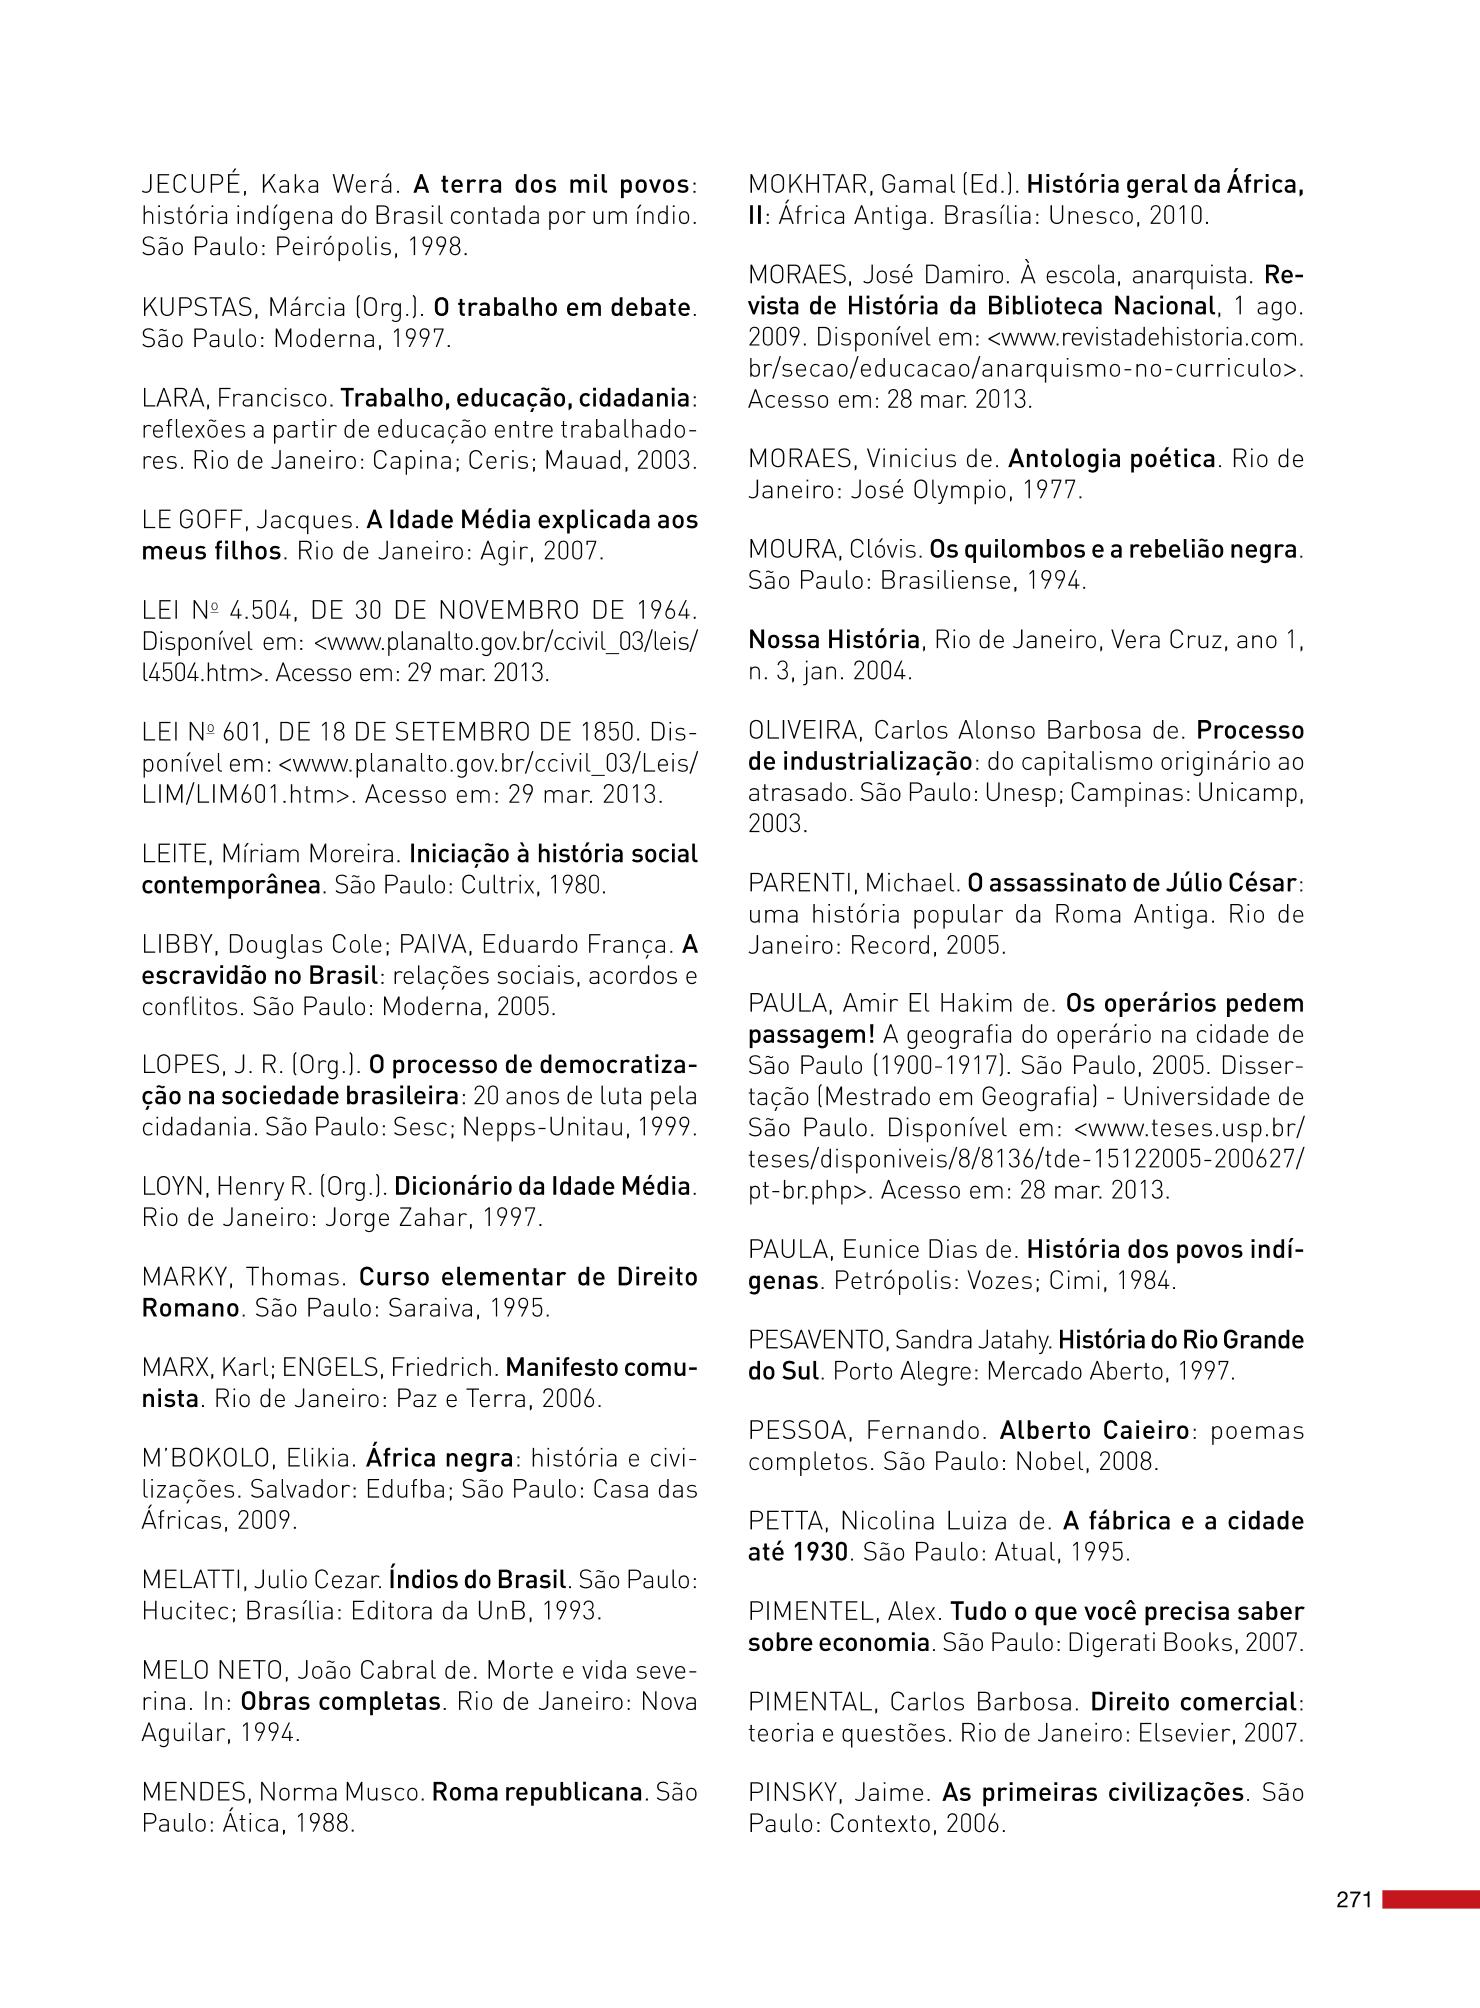 JECUPÉ, Kaka Werá. A terra dos mil povos:
história indígena do Brasil contada por um índio.
São Paulo: Peirópolis, 1998.
KUPSTAS, Márcia (Org.). O trabalho em debate.
São Paulo: Moderna, 1997.
LARA, Francisco. Trabalho, educação, cidadania:
reflexões a partir de educação entre trabalhado-
res. Rio de Janeiro: Capina; Ceris; Mauad, 2003.
LE GOFF, Jacques. A Idade Média explicada aos
meus filhos. Rio de Janeiro: Agir, 2007.
LEI Nº 4.504, DE 30 DE NOVEMBRO DE 1964.
Disponível em: <www.planalto.gov.br/ccivil_03/leis/
l4504.htm>. Acesso em: 29 mar. 2013.
LEI Nº 601, DE 18 DE SETEMBRO DE 1850. Dis-
ponível em: <www.planalto.gov.br/ccivil_03/Leis/
LIM/LIM601.htm>. Acesso em: 29 mar. 2013.
LEITE, Míriam Moreira. Iniciação à história social
contemporânea. São Paulo: Cultrix, 1980.
LIBBY, Douglas Cole; PAIVA, Eduardo França. A
escravidão no Brasil: relações sociais, acordos e
conflitos. São Paulo: Moderna, 2005.
LOPES, J. R. (Org.). O processo de democratiza-
ção na sociedade brasileira: 20 anos de luta pela
cidadania. São Paulo: Sesc; Nepps-Unitau, 1999.
LOYN, Henry R. (Org.). Dicionário da Idade Média.
Rio de Janeiro: Jorge Zahar, 1997.
MARKY, Thomas. Curso elementar de Direito
Romano. São Paulo: Saraiva, 1995.
MARX, Karl; ENGELS, Friedrich. Manifesto comu-
nista. Rio de Janeiro: Paz e Terra, 2006.
M’BOKOLO, Elikia. África negra: história e civi-
lizações. Salvador: Edufba; São Paulo: Casa das
Áfricas, 2009.
MELATTI, Julio Cezar. Índios do Brasil. São Paulo:
Hucitec; Brasília: Editora da UnB, 1993.
MELO NETO, João Cabral de. Morte e vida seve-
rina. In: Obras completas. Rio de Janeiro: Nova
Aguilar, 1994.
MENDES, Norma Musco. Roma republicana. São
Paulo: Ática, 1988.
MOKHTAR, Gamal (Ed.). História geral da África,
II: África Antiga. Brasília: Unesco, 2010.
MORAES, José Damiro. À escola, anarquista. Re-
vista de História da Biblioteca Nacional, 1 ago.
2009. Disponível em: <www.revistadehistoria.com.
br/secao/educacao/anarquismo-no-curriculo>.
Acesso em: 28 mar. 2013.
MORAES, Vinicius de. Antologia poética. Rio de
Janeiro: José Olympio, 1977.
MOURA, Clóvis. Os quilombos e a rebelião negra.
São Paulo: Brasiliense, 1994.
Nossa História, Rio de Janeiro, Vera Cruz, ano 1,
n. 3, jan. 2004.
OLIVEIRA, Carlos Alonso Barbosa de. Processo
de industrialização: do capitalismo originário ao
atrasado. São Paulo: Unesp; Campinas: Unicamp,
2003.
PARENTI, Michael. O assassinato de Júlio César:
uma história popular da Roma Antiga. Rio de
Janeiro: Record, 2005.
PAULA, Amir El Hakim de. Os operários pedem
passagem! A geografia do operário na cidade de
São Paulo (1900-1917). São Paulo, 2005. Disser-
tação (Mestrado em Geografia) - Universidade de
São Paulo. Disponível em: <www.teses.usp.br/
teses/disponiveis/8/8136/tde-15122005-200627/
pt-br.php>. Acesso em: 28 mar. 2013.
PAULA, Eunice Dias de. História dos povos indí-
genas. Petrópolis: Vozes; Cimi, 1984.
PESAVENTO, Sandra Jatahy. História do Rio Grande
do Sul. Porto Alegre: Mercado Aberto, 1997.
PESSOA, Fernando. Alberto Caieiro: poemas
completos. São Paulo: Nobel, 2008.
PETTA, Nicolina Luiza de. A fábrica e a cidade
até 1930. São Paulo: Atual, 1995.
PIMENTEL, Alex. Tudo o que você precisa saber
sobre economia. São Paulo: Digerati Books, 2007.
PIMENTAL, Carlos Barbosa. Direito comercial:
teoria e questões. Rio de Janeiro: Elsevier, 2007.
PINSKY, Jaime. As primeiras civilizações. São
Paulo: Contexto, 2006.
271